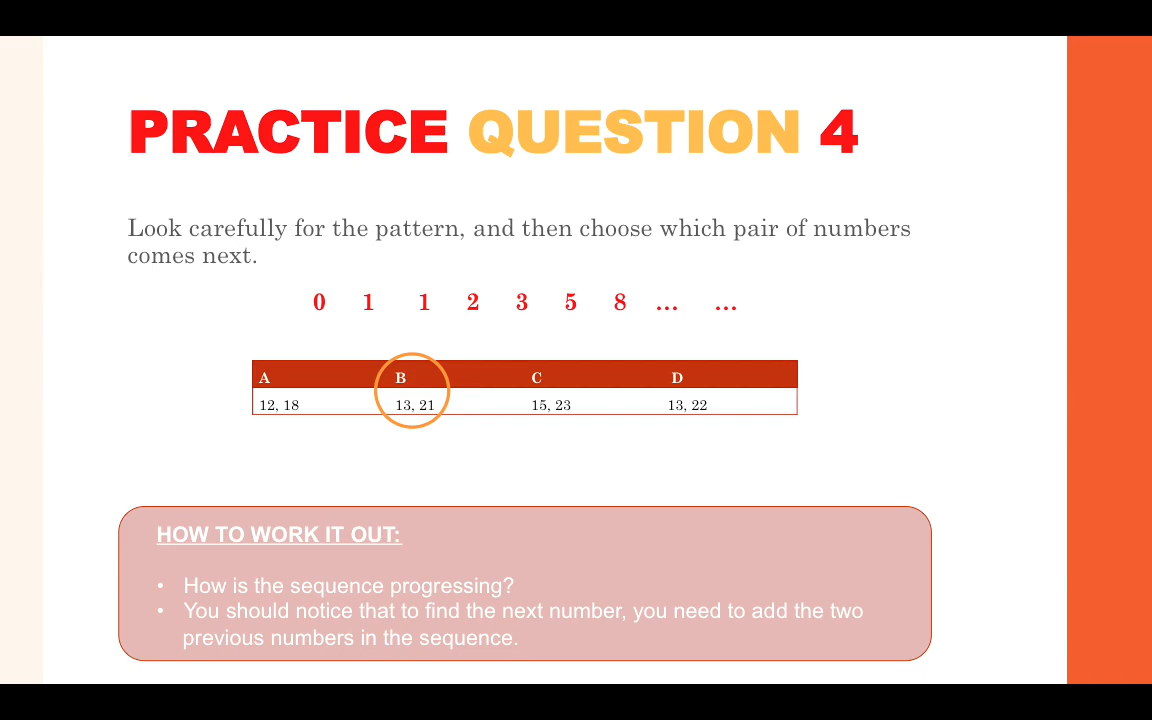 PRACTICE QUESTION 4
Look carefully for the pattern, and then choose which pair of numbers
comes next.
0 1 1 2 3 5 8 ... ...
A B C D
12, 18 13, 21 15, 23 13, 22
HOW TO WORK IT OUT:
• How is the sequence progressing?
• You should notice that to find the next number, you need to add the two
previous numbers in the sequence.